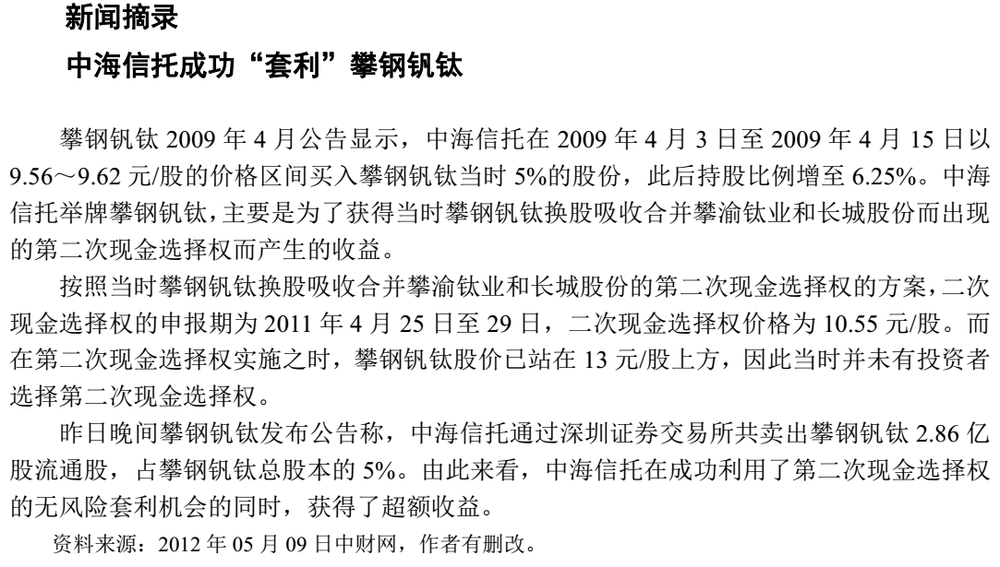 新闻摘录
中海信托成功“套利”攀钢钒钛
攀钢钒钛 2009 年 4 月公告显示，中海信托在 2009 年 4 月 3 日至 2009 年 4 月 15 日以
9.56～9.62 元/股的价格区间买入攀钢钒钛当时 5%的股份，此后持股比例增至 6.25%。中海
信托举牌攀钢钒钛，主要是为了获得当时攀钢钒钛换股吸收合并攀渝钛业和长城股份而出现
的第二次现金选择权而产生的收益。
按照当时攀钢钒钛换股吸收合并攀渝钛业和长城股份的第二次现金选择权的方案，二次
现金选择权的申报期为 2011 年 4 月 25 日至 29 日，二次现金选择权价格为 10.55 元/股。而
在第二次现金选择权实施之时，攀钢钒钛股价已站在 13 元/股上方，因此当时并未有投资者
选择第二次现金选择权。
昨日晚间攀钢钒钛发布公告称，中海信托通过深圳证券交易所共卖出攀钢钒钛 2.86 亿
股流通股，占攀钢钒钛总股本的 5%。由此来看，中海信托在成功利用了第二次现金选择权
的无风险套利机会的同时，获得了超额收益。
资料来源：2012 年 05 月 09 日中财网，作者有删改。